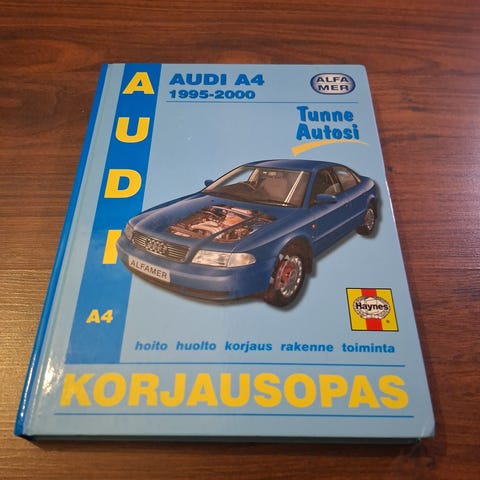 AUDI
A4
AUDI A4
1995-2000
ALFA
MER
Tunne
Autosi
ALFAMER
Haynes
hoito huolto korjaus rakenne toiminta
KORJAUSOPAS